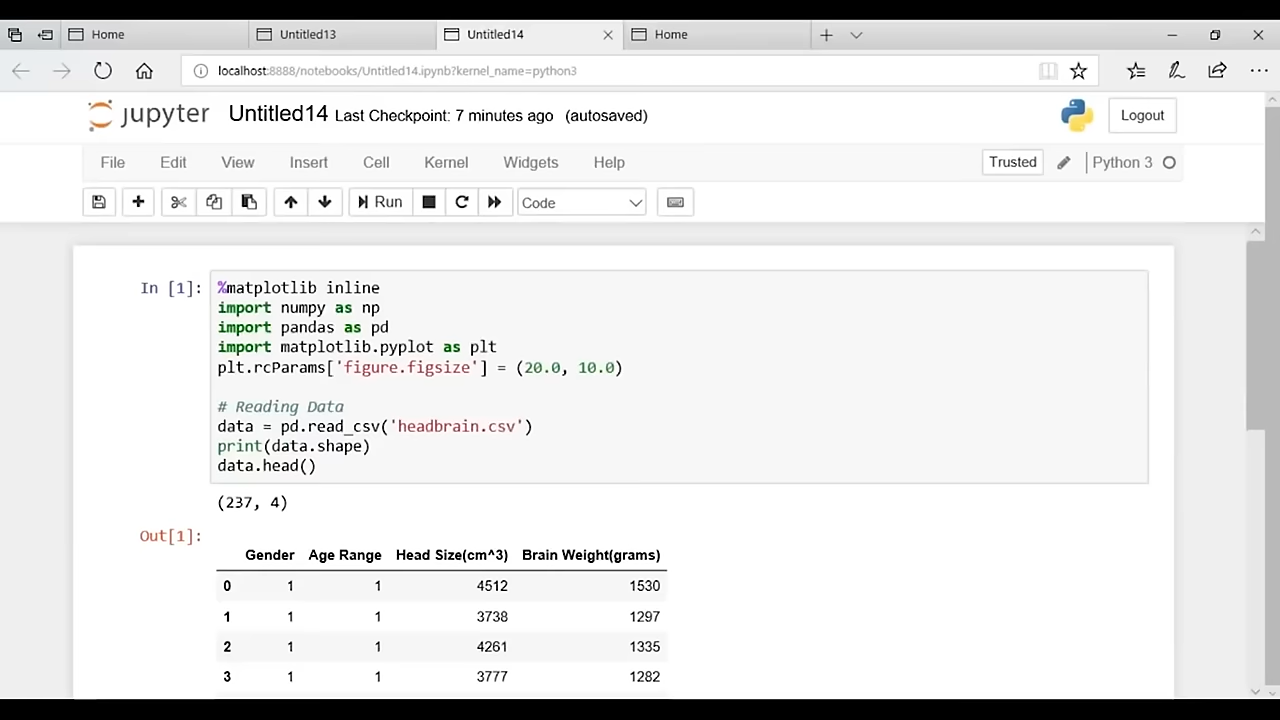 Home
Untitled13
Untitled14
Home
localhost:8888/notebooks/Untitled14.ipynb?kernel_name=python3
jupyter Untitled14 Last Checkpoint: 7 minutes ago (autosaved)
Logout
File Edit View Insert Cell Kernel Widgets Help
Trusted
Python 3
Run
Code
In [1]:
%matplotlib inline
import numpy as np
import pandas as pd
import matplotlib.pyplot as plt
plt.rcParams['figure.figsize'] = (20.0, 10.0)
# Reading Data
data = pd.read_csv('headbrain.csv')
print(data.shape)
data.head()
(237, 4)
Out[1]:
Gender Age Range Head Size(cm^3) Brain Weight(grams)
0 1 1 4512 1530
1 1 1 3738 1297
2 1 1 4261 1335
3 1 1 3777 1282